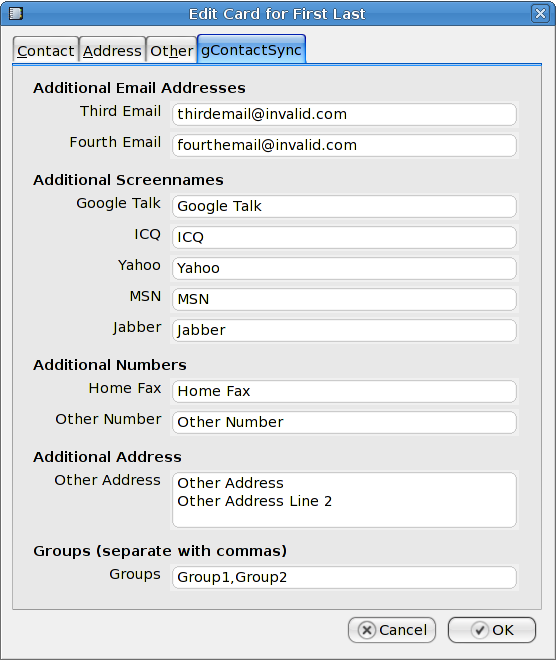 Edit Card for First Last
Contact Address Other gContactSync
Additional Email Addresses
Third Email thirdemail@invalid.com
Fourth Email fourthemail@invalid.com
Additional Screennames
Google Talk Google Talk
ICQ ICQ
Yahoo Yahoo
MSN MSN
Jabber Jabber
Additional Numbers
Home Fax Home Fax
Other Number Other Number
Additional Address
Other Address Other Address
Other Address Line 2
Groups (separate with commas)
Groups Group1,Group2
Cancel OK